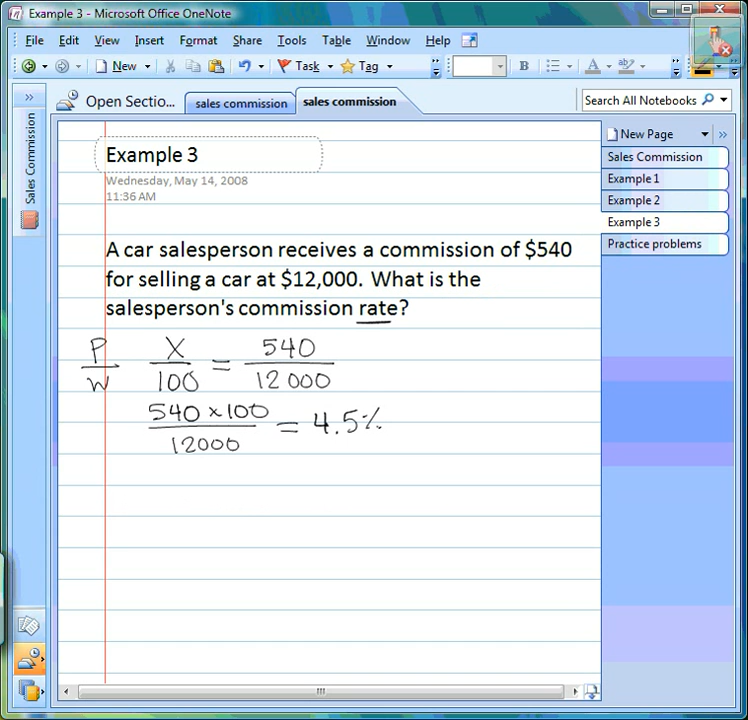 Example 3 - Microsoft Office OneNote
File Edit View Insert Format Share Tools Table Window Help
New Task Tag B A ab
Open Sectio... sales commission sales commission Search All Notebooks
Sales Commission
New Page
Sales Commission
Example 1
Example 2
Example 3
Practice problems
Example 3
Wednesday, May 14, 2008
11:36 AM
A car salesperson receives a commission of $540
for selling a car at $12,000. What is the
salesperson's commission rate?
P X 540
W 100 = 12000
540 x 100
12000 = 4.5%